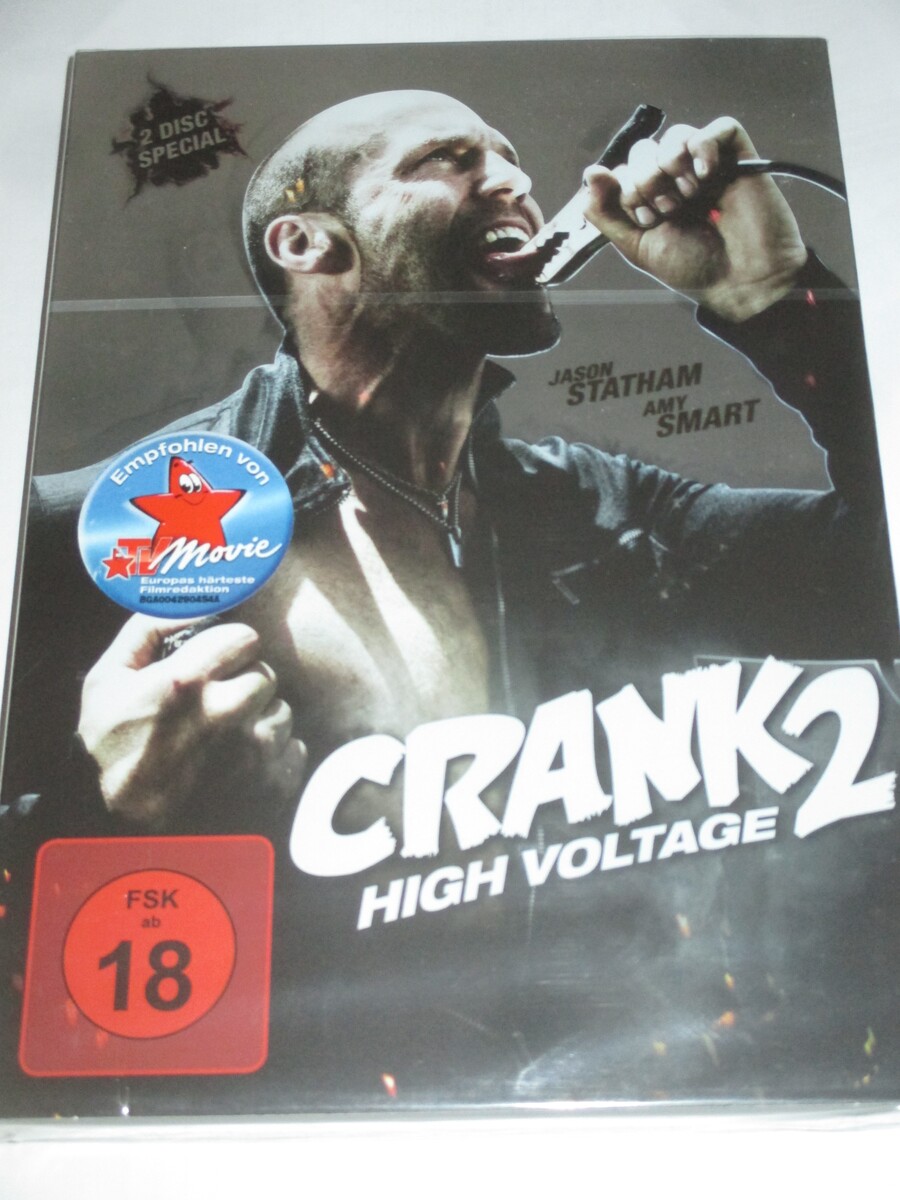 2 DISC
SPECIAL
JASON
STATHAM
AMY
SMART
Empfohlen von
TV Movie
Europas härteste
Filmredaktion
CRANK 2
HIGH VOLTAGE
FSK
ab
18